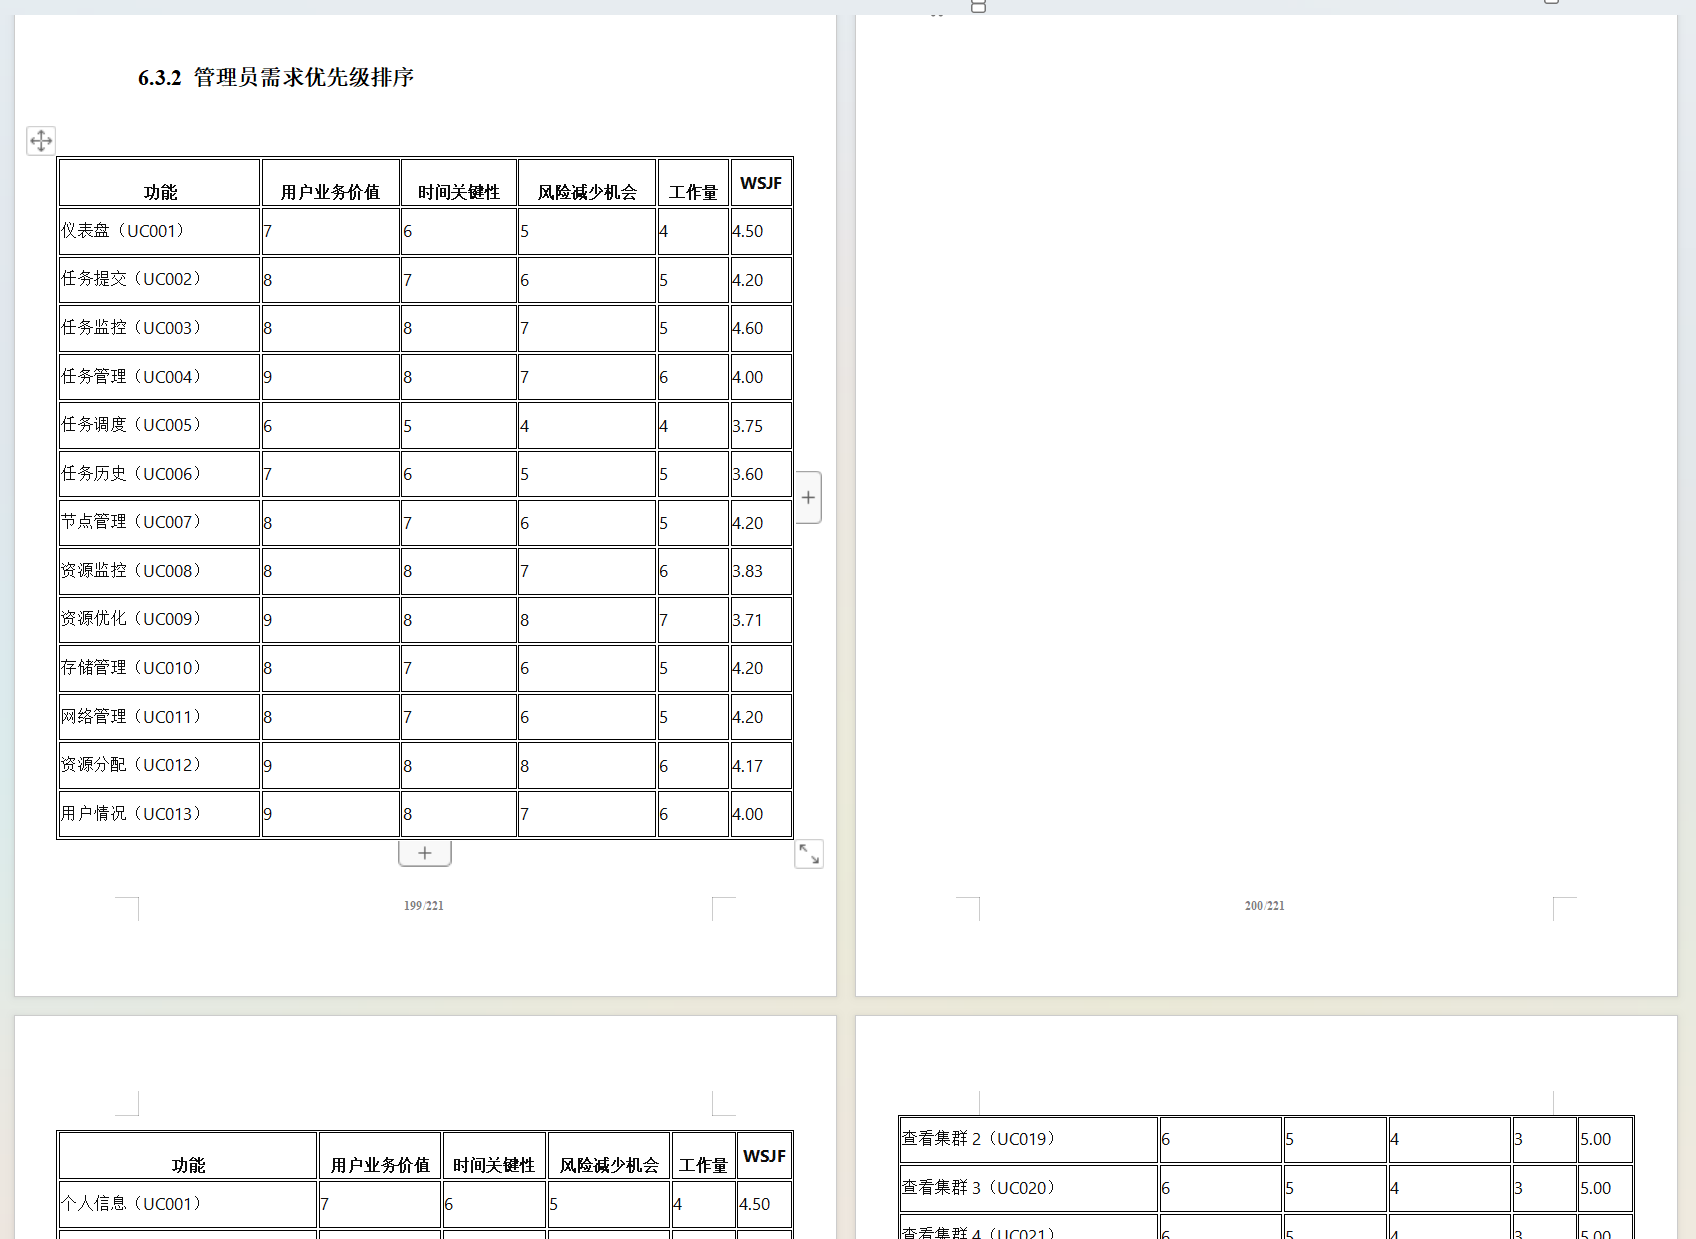 6.3.2 管理员需求优先级排序
功能 用户业务价值 时间关键性 风险减少机会 工作量 WSJF
仪表盘（UC001） 7 6 5 4 4.50
任务提交（UC002） 8 7 6 5 4.20
任务监控（UC003） 8 8 7 5 4.60
任务管理（UC004） 9 8 7 6 4.00
任务调度（UC005） 6 5 4 4 3.75
任务历史（UC006） 7 6 5 5 3.60
节点管理（UC007） 8 7 6 5 4.20
资源监控（UC008） 8 8 7 6 3.83
资源优化（UC009） 9 8 8 7 3.71
存储管理（UC010） 8 7 6 5 4.20
网络管理（UC011） 8 7 6 5 4.20
资源分配（UC012） 9 8 8 6 4.17
用户情况（UC013） 9 8 7 6 4.00
199/221
200/221
功能 用户业务价值 时间关键性 风险减少机会 工作量 WSJF
个人信息（UC001） 7 6 5 4 4.50
查看集群 2（UC019） 6 5 4 3 5.00
查看集群 3（UC020） 6 5 4 3 5.00
查看集群 4（UC021） 6 5 4 3 5.00